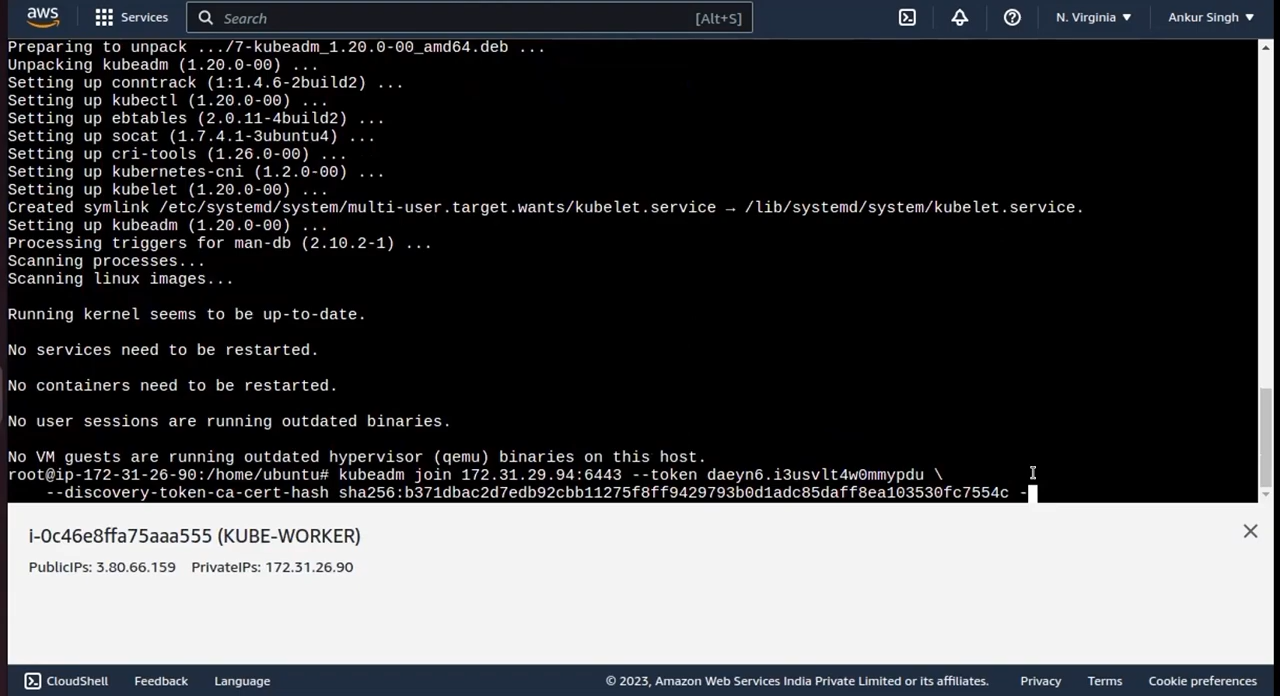 aws Services Search [Alt+S] N. Virginia ▼ Ankur Singh ▼
Preparing to unpack .../7-kubeadm_1.20.0-00_amd64.deb ...
Unpacking kubeadm (1.20.0-00) ...
Setting up conntrack (1:1.4.6-2build2) ...
Setting up kubectl (1.20.0-00) ...
Setting up ebtables (2.0.11-4build2) ...
Setting up socat (1.7.4.1-3ubuntu4) ...
Setting up cri-tools (1.26.0-00) ...
Setting up kubernetes-cni (1.2.0-00) ...
Setting up kubelet (1.20.0-00) ...
Created symlink /etc/systemd/system/multi-user.target.wants/kubelet.service → /lib/systemd/system/kubelet.service.
Setting up kubeadm (1.20.0-00) ...
Processing triggers for man-db (2.10.2-1) ...
Scanning processes...
Scanning linux images...
Running kernel seems to be up-to-date.
No services need to be restarted.
No containers need to be restarted.
No user sessions are running outdated binaries.
No VM guests are running outdated hypervisor (qemu) binaries on this host.
root@ip-172-31-26-90:/home/ubuntu# kubeadm join 172.31.29.94:6443 --token daeyn6.i3usvlt4w0mmypdu \
--discovery-token-ca-cert-hash sha256:b371dbac2d7edb92cbb11275f8ff9429793b0d1adc85daff8ea103530fc7554c -
i-0c46e8ffa75aaa555 (KUBE-WORKER)
PublicIPs: 3.80.66.159 PrivateIPs: 172.31.26.90
CloudShell Feedback Language © 2023, Amazon Web Services India Private Limited or its affiliates. Privacy Terms Cookie preferences